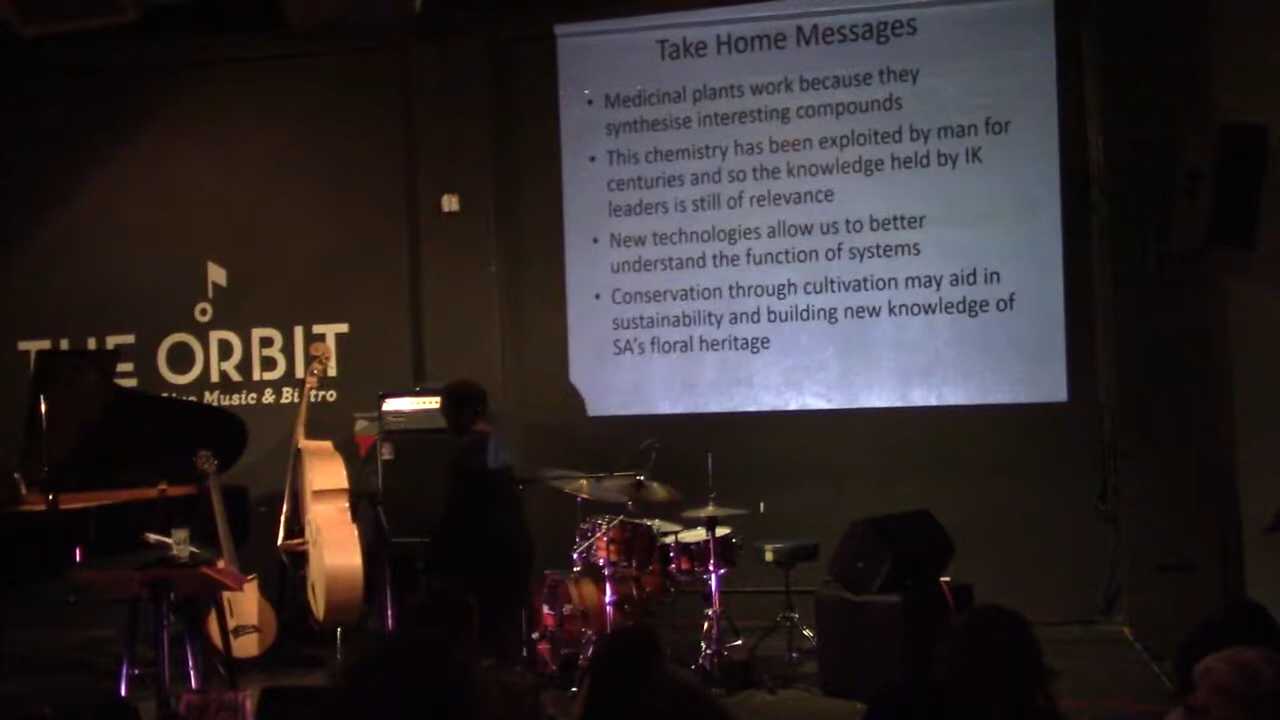 Take Home Messages
• Medicinal plants work because they
synthesise interesting compounds
• This chemistry has been exploited by man for
centuries and so the knowledge held by IK
leaders is still of relevance
• New technologies allow us to better
understand the function of systems
• Conservation through cultivation may aid in
sustainability and building new knowledge of
SA's floral heritage
THE ORBIT
Music & Bistro